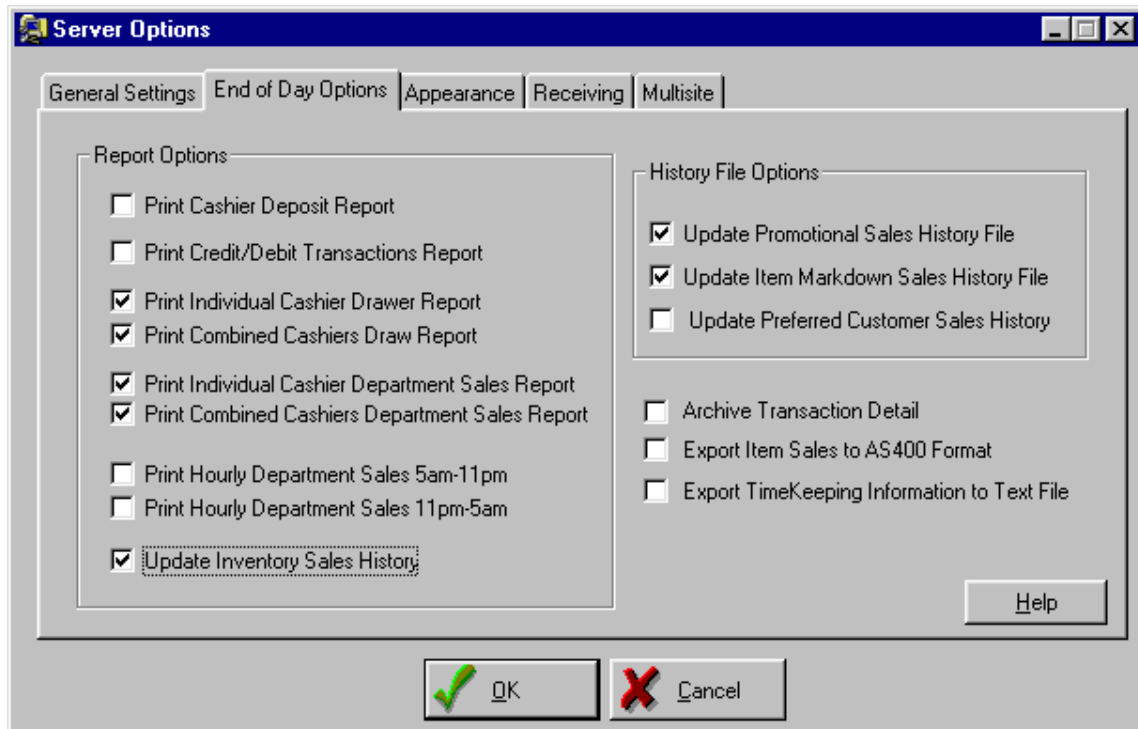 Server Options
General Settings End of Day Options Appearance Receiving Multisite
Report Options
Print Cashier Deposit Report
Print Credit/Debit Transactions Report
Print Individual Cashier Drawer Report
Print Combined Cashiers Draw Report
Print Individual Cashier Department Sales Report
Print Combined Cashiers Department Sales Report
Print Hourly Department Sales 5am-11pm
Print Hourly Department Sales 11pm-5am
Update Inventory Sales History
History File Options
Update Promotional Sales History File
Update Item Markdown Sales History File
Update Preferred Customer Sales History
Archive Transaction Detail
Export Item Sales to AS400 Format
Export TimeKeeping Information to Text File
Help
OK Cancel